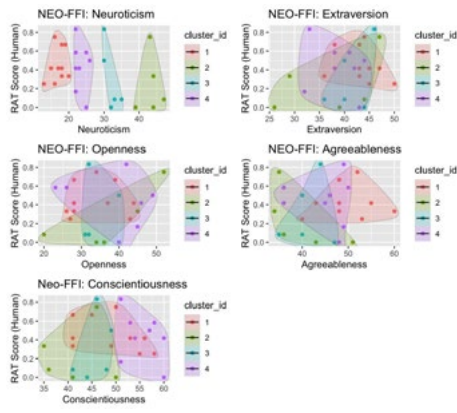 NEO-FFI: Neuroticism
RAT Score (Human)
0.8
0.6
0.4
0.2
0.0
20 30 40
Neuroticism
cluster_id
1
2
3
4
NEO-FFI: Extraversion
RAT Score (Human)
0.8
0.6
0.4
0.2
0.0
25 30 35 40 45 50
Extraversion
cluster_id
1
2
3
4
NEO-FFI: Openness
RAT Score (Human)
0.8
0.6
0.4
0.2
0.0
20 30 40 50
Openness
cluster_id
1
2
3
4
NEO-FFI: Agreeableness
RAT Score (Human)
0.8
0.6
0.4
0.2
0.0
40 50 60
Agreeableness
cluster_id
1
2
3
4
Neo-FFI: Conscientiousness
RAT Score (Human)
0.8
0.6
0.4
0.2
0.0
35 40 45 50 55 60
Conscientiousness
cluster_id
1
2
3
4